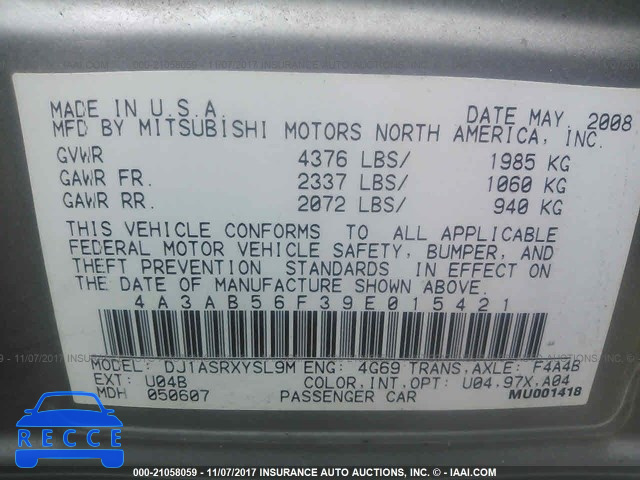 MADE IN U.S.A. DATE MAY. 2008
MFD BY MITSUBISHI MOTORS NORTH AMERICA, INC.
GVWR 4376 LBS/ 1985 KG
GAWR FR. 2337 LBS/ 1060 KG
GAWR RR. 2072 LBS/ 940 KG
THIS VEHICLE CONFORMS TO ALL APPLICABLE
FEDERAL MOTOR VEHICLE SAFETY, BUMPER, AND
THEFT PREVENTION STANDARDS IN EFFECT ON
THE DATE OF MANUFACTURE SHOWN ABOVE.
4A3AB56F39E015421
MODEL: DJ1ASRXYSL9M ENG: 4G69 TRANS.AXLE: F4A4B
EXT: U04B COLOR,INT,OPT: U04.97X.A04
MDH 050607 PASSENGER CAR MU001418
RECCE
000-21058059 - 11/07/2017 INSURANCE AUTO AUCTIONS, INC. - © IAAI.COM